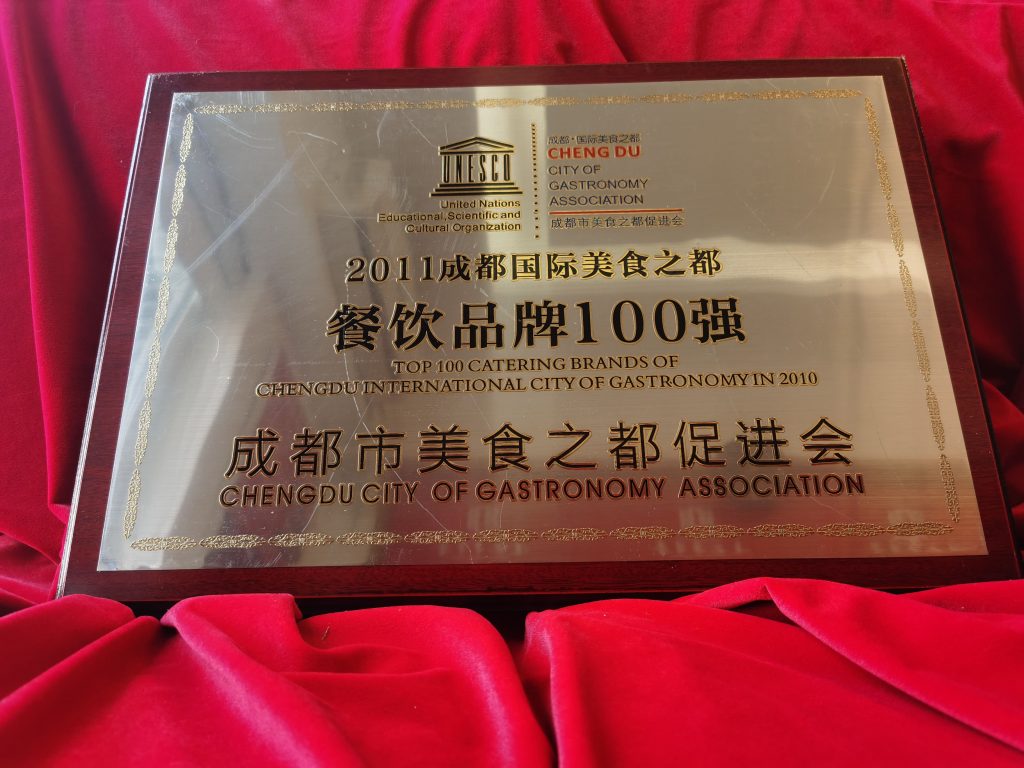 UNESCO
United Nations
Educational, Scientific and
Cultural Organization
成都·国际美食之都
CHENG DU
CITY OF
GASTRONOMY
ASSOCIATION
成都市美食之都促进会
2011成都国际美食之都
餐饮品牌100强
TOP 100 CATERING BRANDS OF
CHENGDU INTERNATIONAL CITY OF GASTRONOMY IN 2010
成都市美食之都促进会
CHENGDU CITY OF GASTRONOMY ASSOCIATION